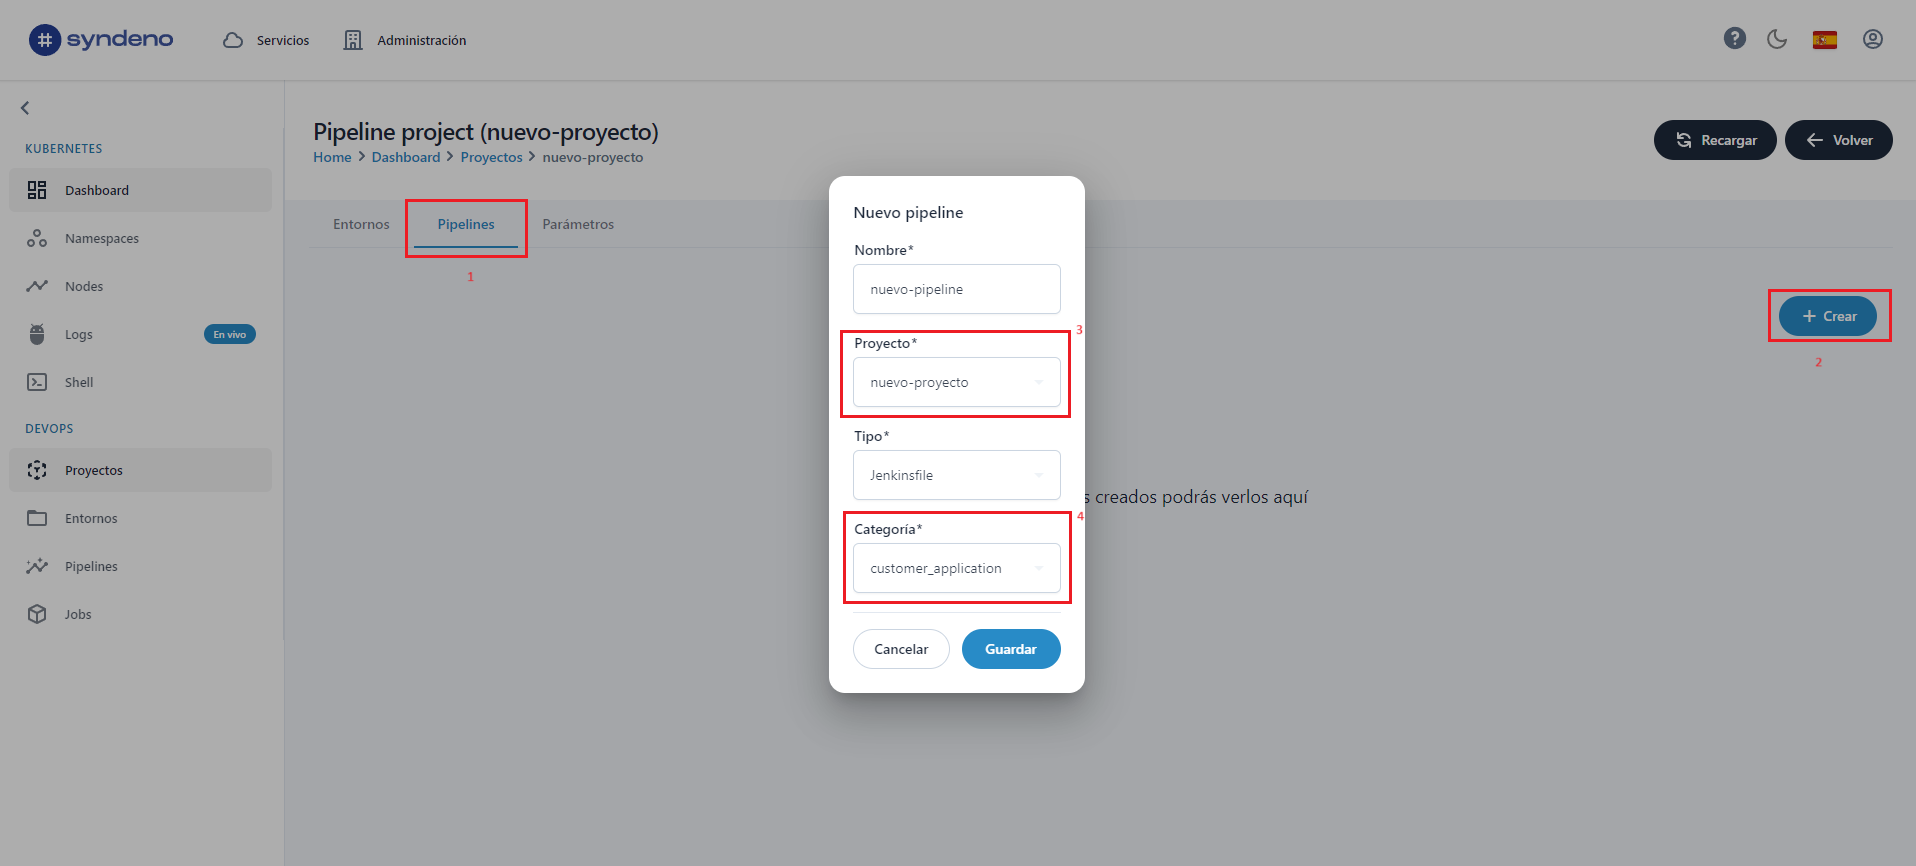 # syndeno
Servicios
Administración
KUBERNETES
Dashboard
Namespaces
Nodes
Logs
En vivo
Shell
DEVOPS
Proyectos
Entornos
Pipelines
Jobs
Pipeline project (nuevo-proyecto)
Home > Dashboard > Proyectos > nuevo-proyecto
Recargar
Volver
Entornos
Pipelines
Parámetros
1
+ Crear
2
s creados podrás verlos aquí
Nuevo pipeline
Nombre*
nuevo-pipeline
3
Proyecto*
nuevo-proyecto
Tipo*
Jenkinsfile
4
Categoría*
customer_application
Cancelar
Guardar